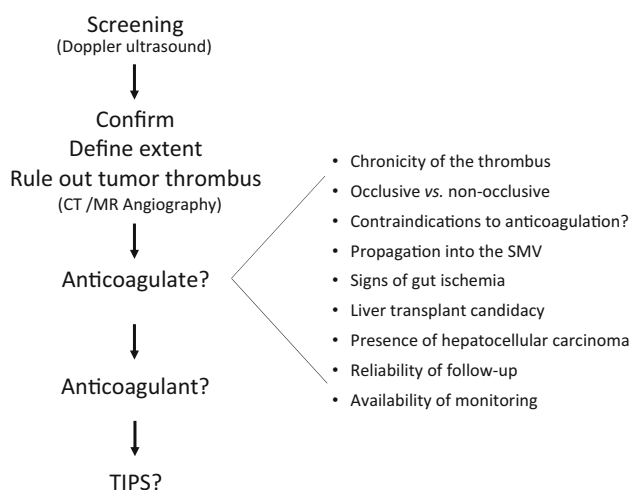 Screening
(Doppler ultrasound)
Confirm
Define extent
Rule out tumor thrombus
(CT /MR Angiography)
Anticoagulate?
• Chronicity of the thrombus
• Occlusive vs. non-occlusive
• Contraindications to anticoagulation?
• Propagation into the SMV
• Signs of gut ischemia
• Liver transplant candidacy
• Presence of hepatocellular carcinoma
• Reliability of follow-up
• Availability of monitoring
Anticoagulant?
TIPS?